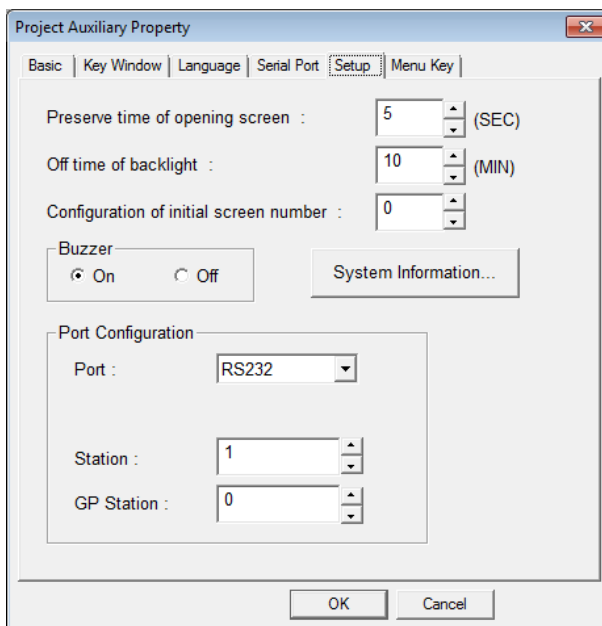 Project Auxiliary Property
Basic Key Window Language Serial Port Setup Menu Key
Preserve time of opening screen : 5 (SEC)
Off time of backlight : 10 (MIN)
Configuration of initial screen number : 0
Buzzer
On Off System Information...
Port Configuration
Port : RS232
Station : 1
GP Station : 0
OK Cancel